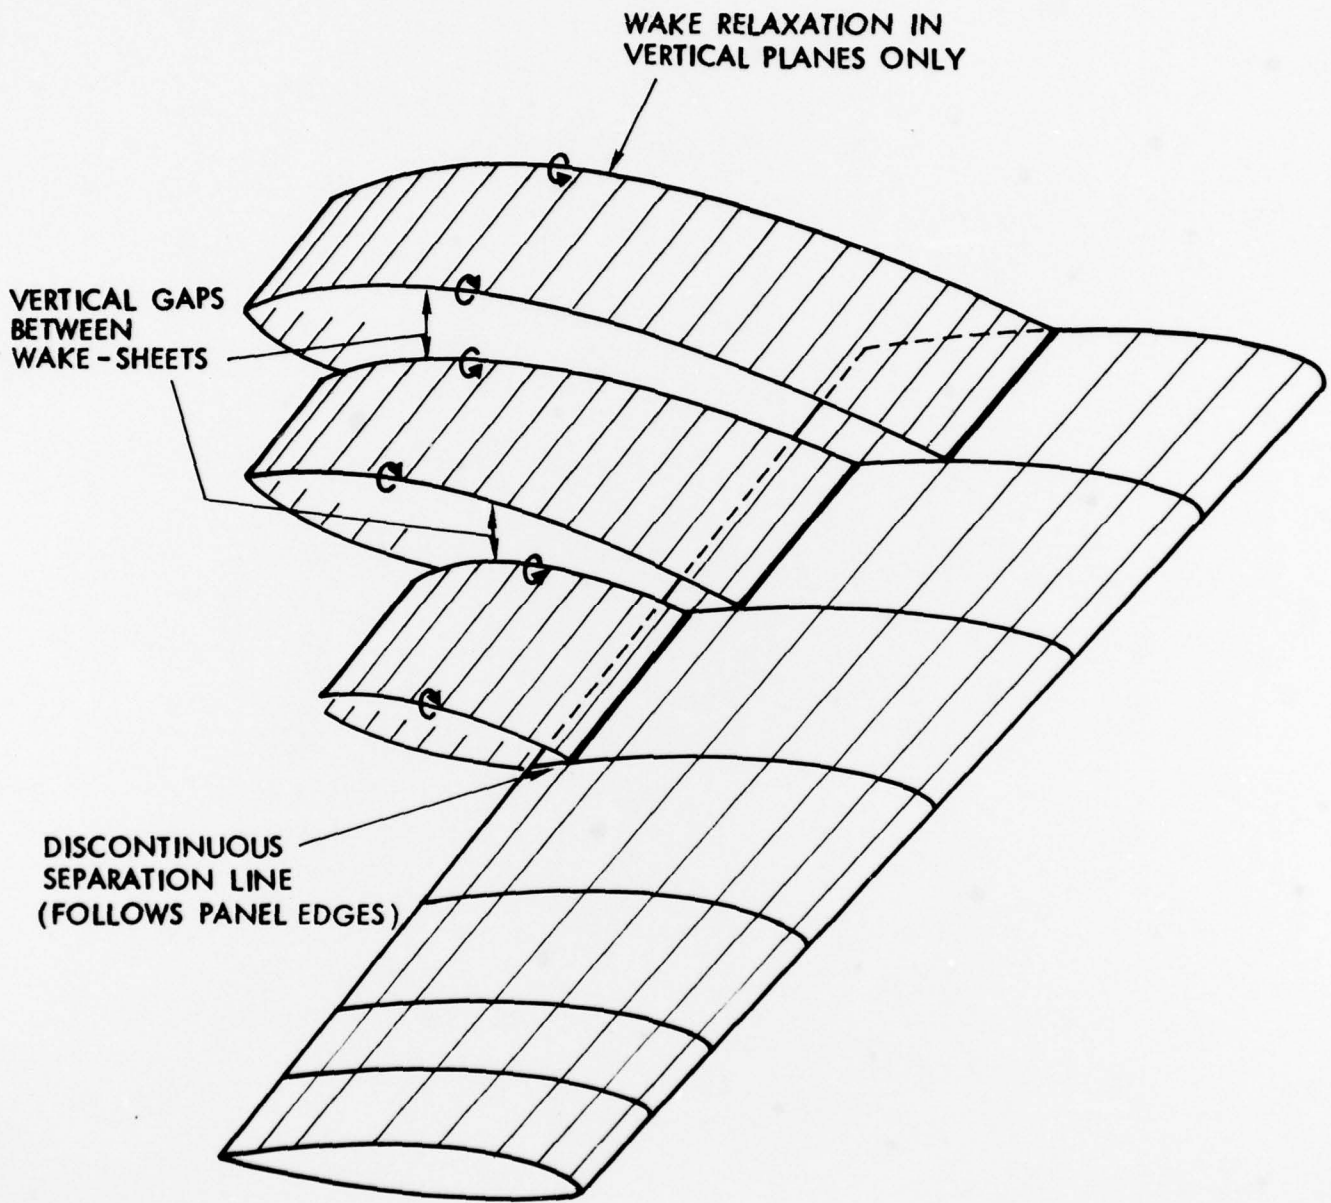 WAKE RELAXATION IN
VERTICAL PLANES ONLY
VERTICAL GAPS
BETWEEN
WAKE-SHEETS
DISCONTINUOUS
SEPARATION LINE
(FOLLOWS PANEL EDGES)